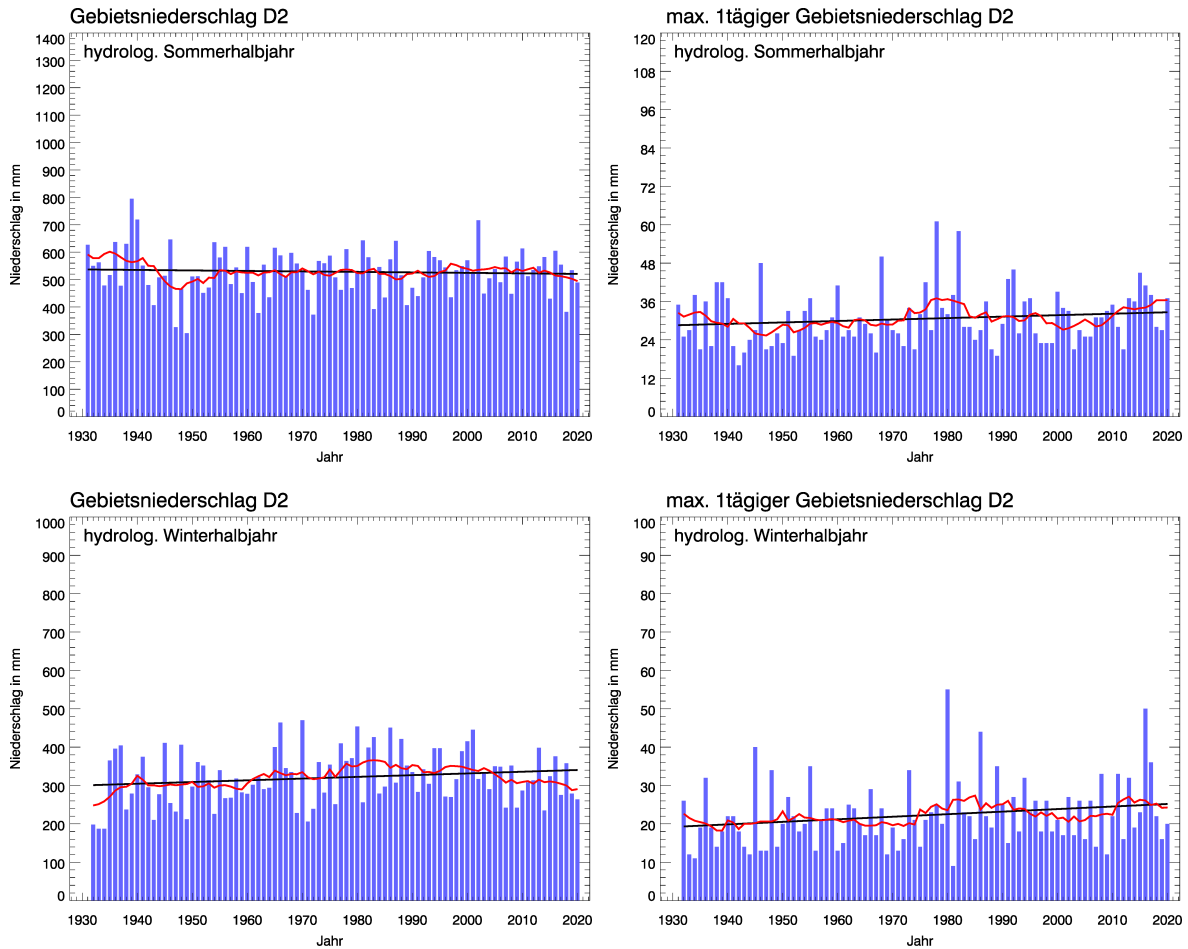 Gebietsniederschlag D2
hydrolog. Sommerhalbjahr
Niederschlag in mm
1400
1300
1200
1100
1000
900
800
700
600
500
400
300
200
100
0
1930 1940 1950 1960 1970 1980 1990 2000 2010 2020
Jahr
max. 1tägiger Gebietsniederschlag D2
hydrolog. Sommerhalbjahr
Niederschlag in mm
120
108
96
84
72
60
48
36
24
12
0
1930 1940 1950 1960 1970 1980 1990 2000 2010 2020
Jahr
Gebietsniederschlag D2
hydrolog. Winterhalbjahr
Niederschlag in mm
1000
900
800
700
600
500
400
300
200
100
0
1930 1940 1950 1960 1970 1980 1990 2000 2010 2020
Jahr
max. 1tägiger Gebietsniederschlag D2
hydrolog. Winterhalbjahr
Niederschlag in mm
100
90
80
70
60
50
40
30
20
10
0
1930 1940 1950 1960 1970 1980 1990 2000 2010 2020
Jahr